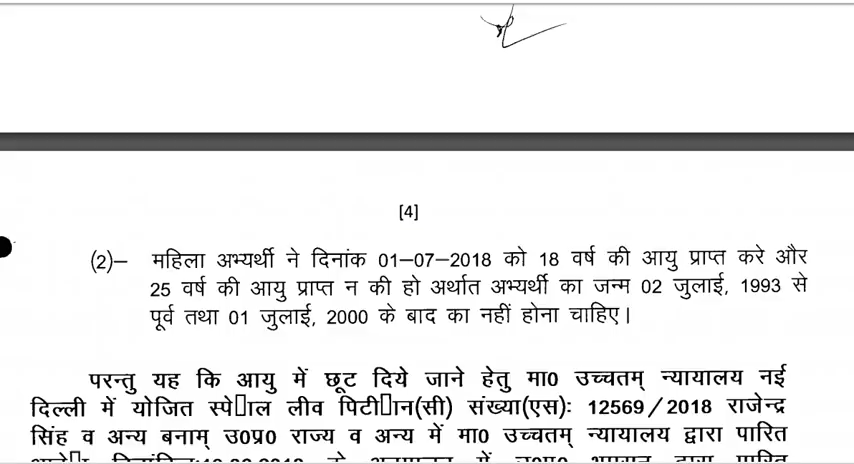 [4]
(2)– महिला अभ्यर्थी ने दिनांक 01–07–2018 को 18 वर्ष की आयु प्राप्त करे और
25 वर्ष की आयु प्राप्त न की हो अर्थात अभ्यर्थी का जन्म 02 जुलाई, 1993 से
पूर्व तथा 01 जुलाई, 2000 के बाद का नहीं होना चाहिए।
परन्तु यह कि आयु में छूट दिये जाने हेतु मा0 उच्चतम् न्यायालय नई
दिल्ली में योजित स्पे􀀀ाल लीव पिटी􀀀ान(सी) संख्या(एस): 12569/2018 राजेन्द्र
सिंह व अन्य बनाम् उ0प्र0 राज्य व अन्य में मा0 उच्चतम् न्यायालय द्वारा पारित